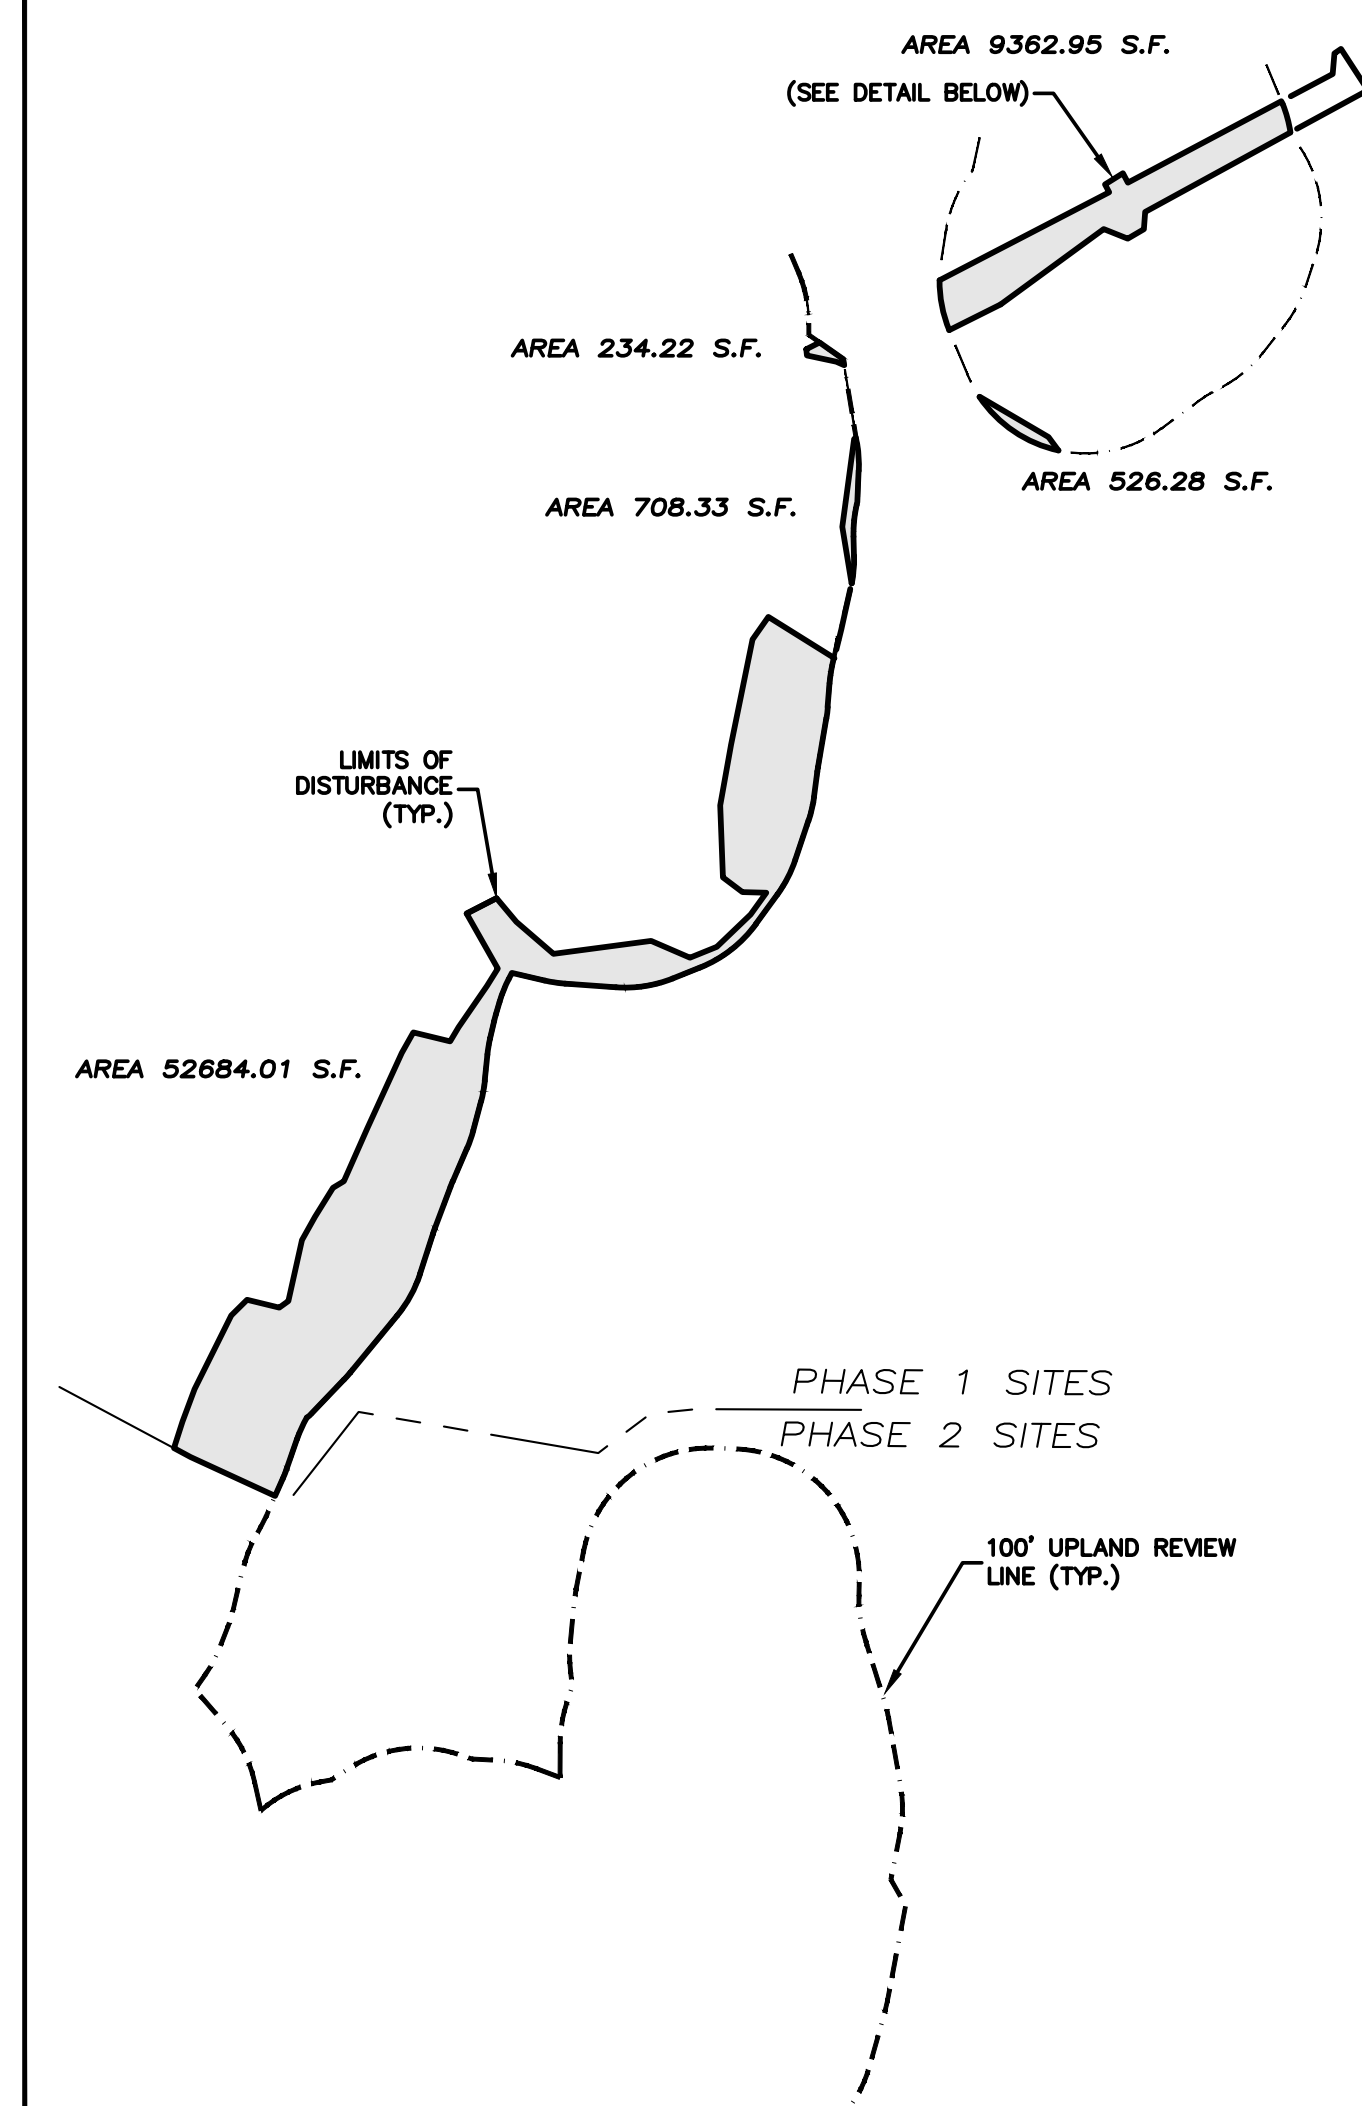 AREA 9362.95 S.F.
(SEE DETAIL BELOW)
AREA 234.22 S.F.
AREA 526.28 S.F.
AREA 708.33 S.F.
LIMITS OF
DISTURBANCE
(TYP.)
AREA 52684.01 S.F.
PHASE 1 SITES
PHASE 2 SITES
100' UPLAND REVIEW
LINE (TYP.)